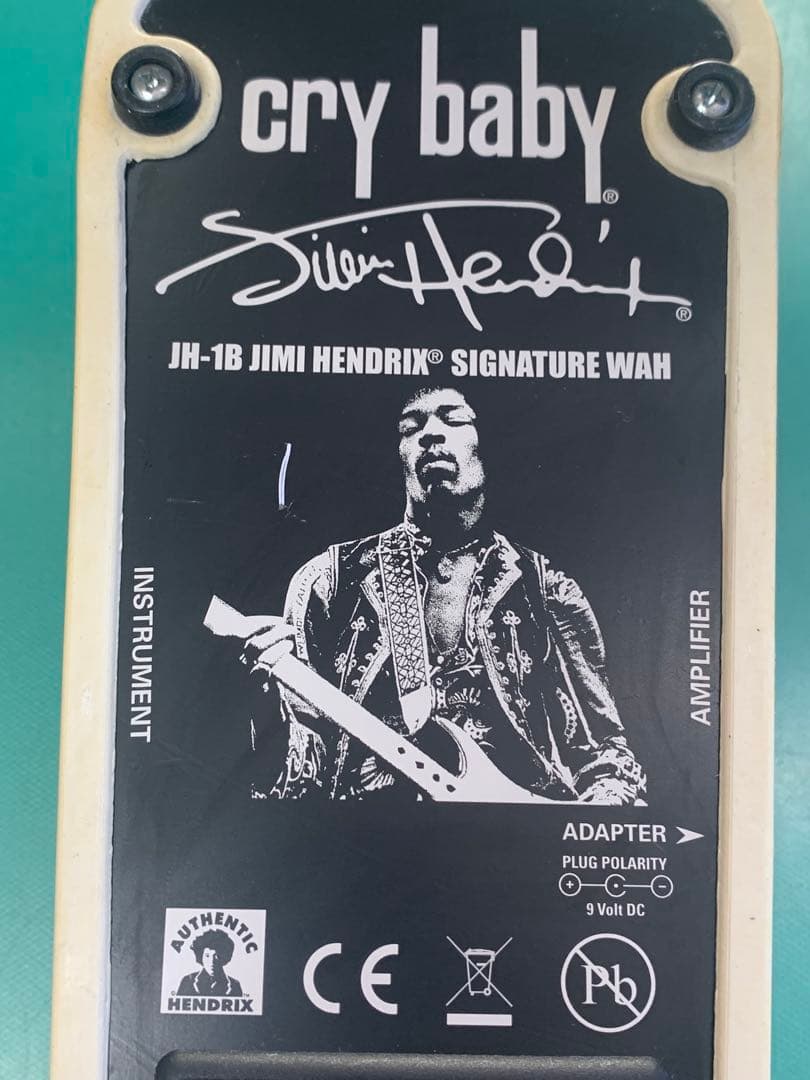 cry baby®
Jimi Hendrix®
JH-1B JIMI HENDRIX® SIGNATURE WAH
INSTRUMENT
AMPLIFIER
ADAPTER ➤
PLUG POLARITY
+ -
9 Volt DC
AUTHENTIC
© HENDRIX™
CE
Pb